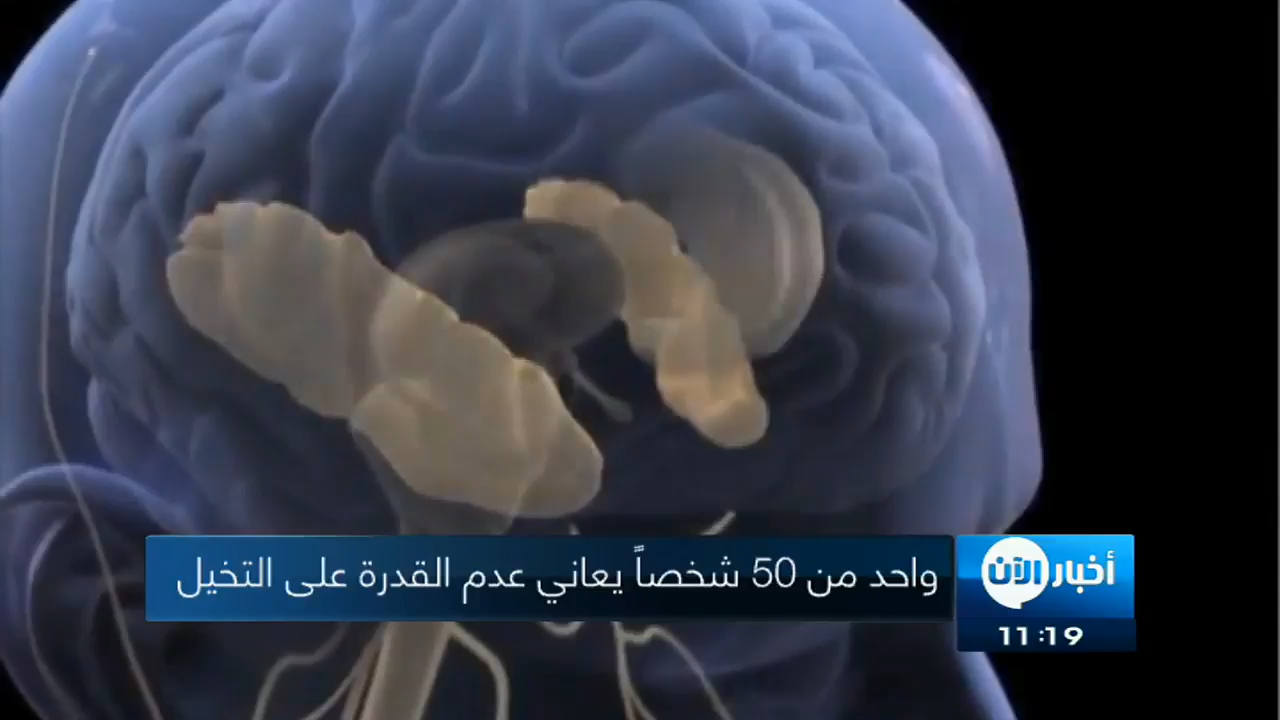 واحد من 50 شخصاً يعاني عدم القدرة على التخيل
أخبار الآن
11:19